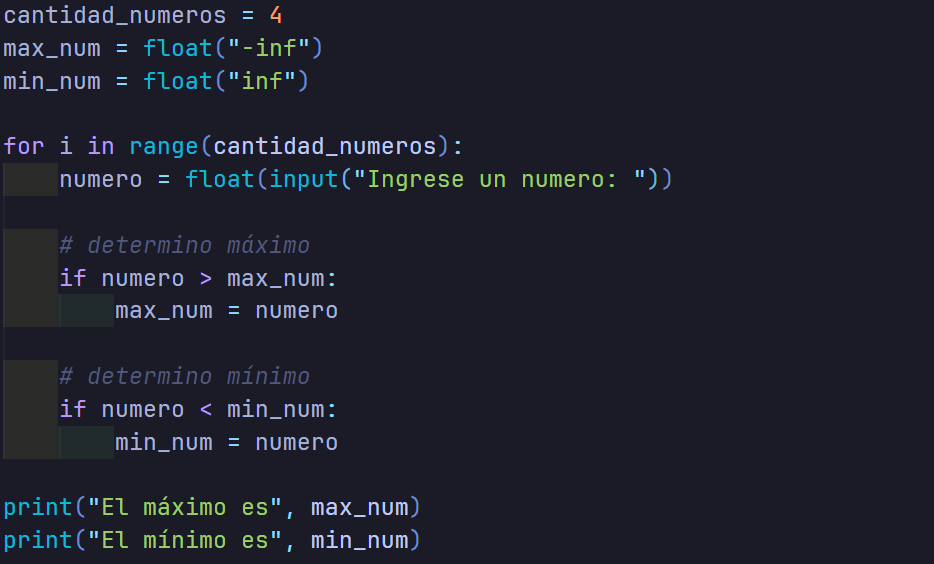 cantidad_numeros = 4
max_num = float("-inf")
min_num = float("inf")
for i in range(cantidad_numeros):
    numero = float(input("Ingrese un numero: "))
    # determino máximo
    if numero > max_num:
        max_num = numero
    # determino mínimo
    if numero < min_num:
        min_num = numero
print("El máximo es", max_num)
print("El mínimo es", min_num)